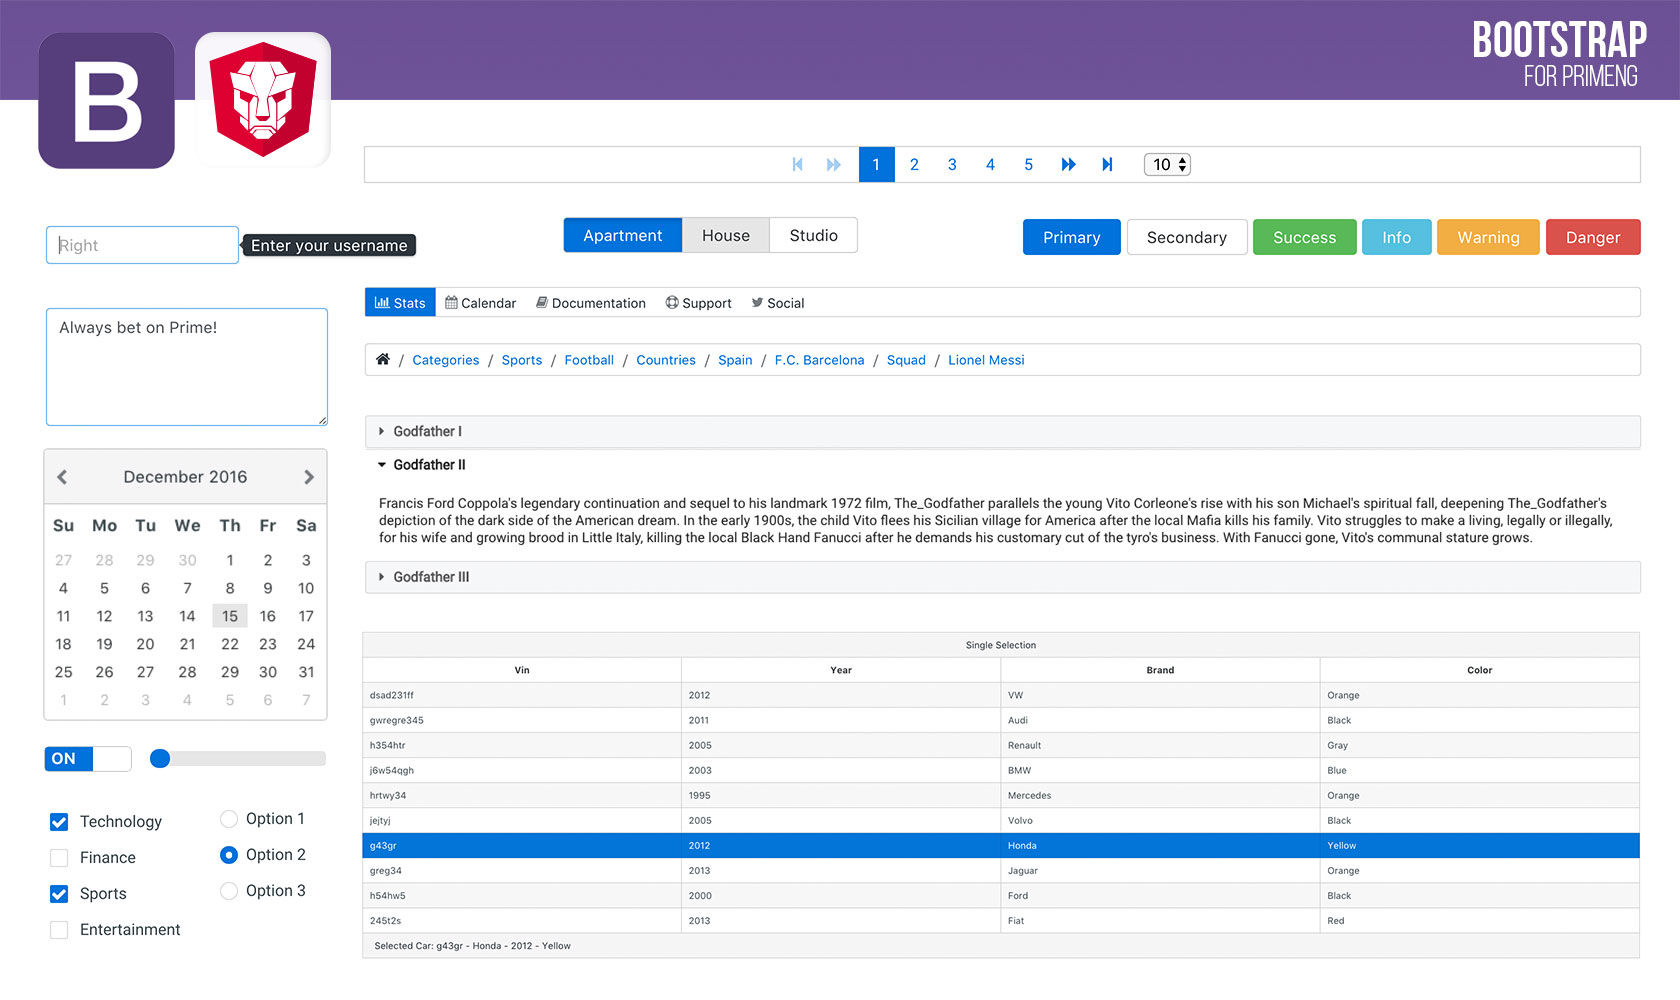 B
BOOTSTRAP
FOR PRIMENG
1 2 3 4 5 10
Right
Enter your username
Apartment House Studio
Primary Secondary Success Info Warning Danger
Stats Calendar Documentation Support Social
Always bet on Prime!
/ Categories / Sports / Football / Countries / Spain / F.C. Barcelona / Squad / Lionel Messi
Godfather I
Godfather II
Francis Ford Coppola's legendary continuation and sequel to his landmark 1972 film, The_Godfather parallels the young Vito Corleone's rise with his son Michael's spiritual fall, deepening The_Godfather's
depiction of the dark side of the American dream. In the early 1900s, the child Vito flees his Sicilian village for America after the local Mafia kills his family. Vito struggles to make a living, legally or illegally,
for his wife and growing brood in Little Italy, killing the local Black Hand Fanucci after he demands his customary cut of the tyro's business. With Fanucci gone, Vito's communal stature grows.
Godfather III
December 2016
Su Mo Tu We Th Fr Sa
27 28 29 30 1 2 3
4 5 6 7 8 9 10
11 12 13 14 15 16 17
18 19 20 21 22 23 24
25 26 27 28 29 30 31
1 2 3 4 5 6 7
ON
Technology
Finance
Sports
Entertainment
Option 1
Option 2
Option 3
Single Selection
Vin Year Brand Color
dsad231ff 2012 VW Orange
gwregre345 2011 Audi Black
h354htr 2005 Renault Gray
j6w54qgh 2003 BMW Blue
hrtwy34 1995 Mercedes Orange
jejtyj 2005 Volvo Black
g43gr 2012 Honda Yellow
greg34 2013 Jaguar Orange
h54hw5 2000 Ford Black
245t2s 2013 Fiat Red
Selected Car: g43gr - Honda - 2012 - Yellow